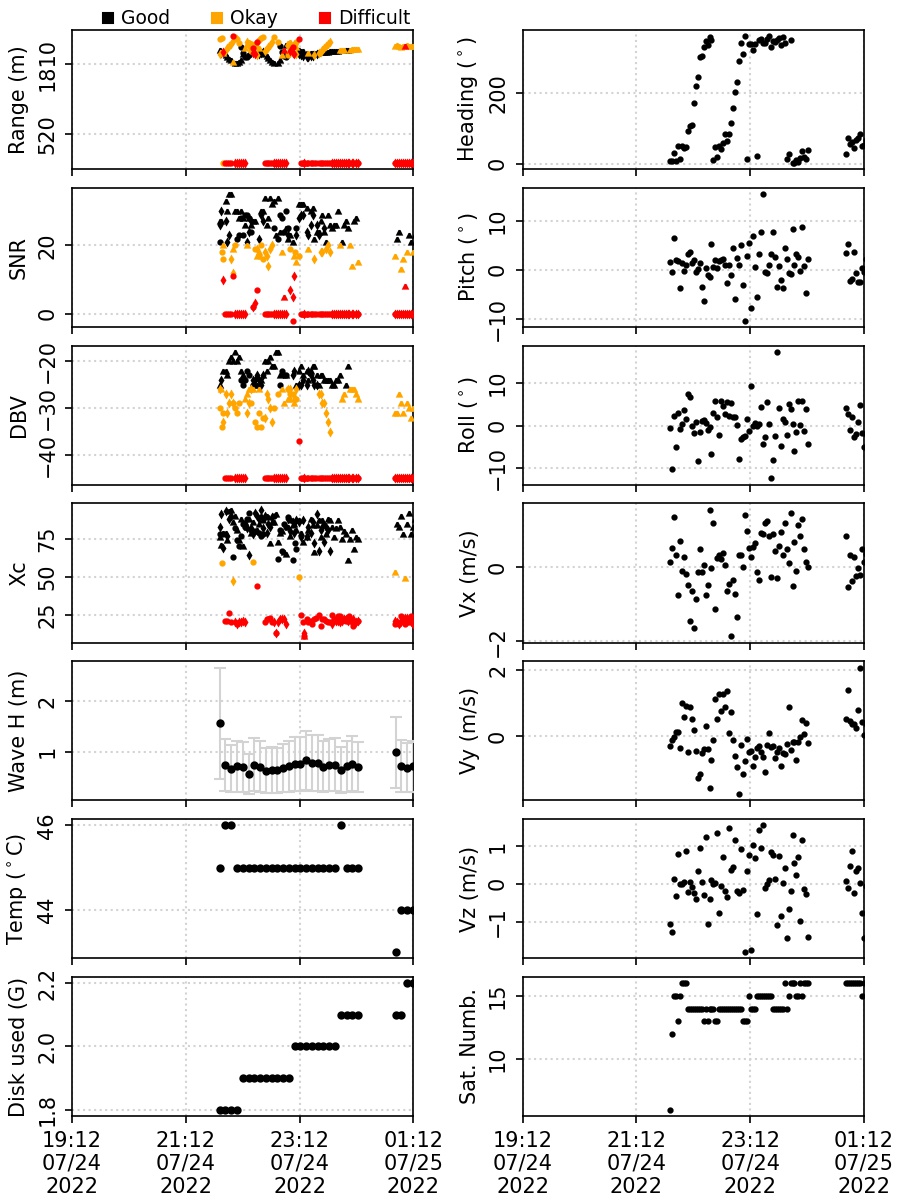 Good Okay Difficult
Range (m)
1810
520
Heading (°)
200
0
SNR
20
0
Pitch (°)
10
0
−10
DBV
−20
−30
−40
Roll (°)
10
0
−10
Xc
75
50
25
Vx (m/s)
0
−2
Wave H (m)
2
1
Vy (m/s)
2
0
Temp (°C)
46
44
Vz (m/s)
1
0
−1
Disk used (G)
2.2
2.0
1.8
Sat. Numb.
15
10
19:12 21:12 23:12 01:12
07/24 07/24 07/24 07/25
2022 2022 2022 2022
19:12 21:12 23:12 01:12
07/24 07/24 07/24 07/25
2022 2022 2022 2022